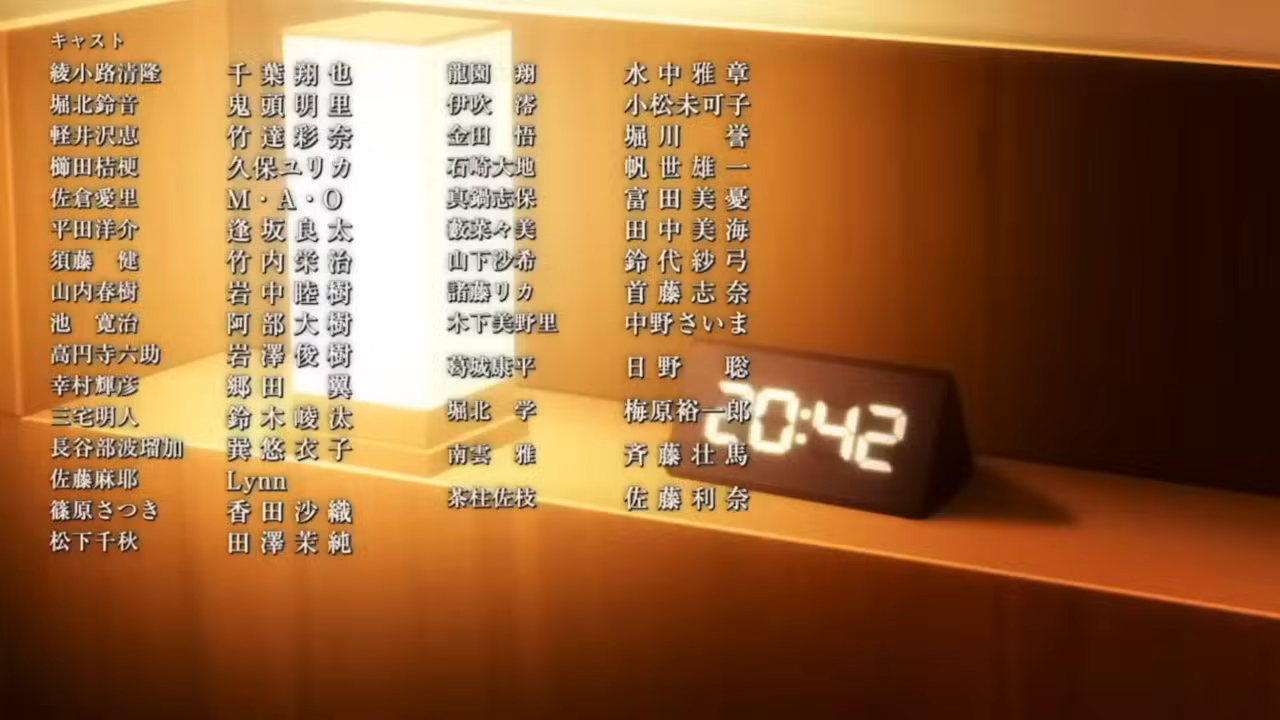 キャスト
綾小路清隆 千葉翔也
堀北鈴音 鬼頭明里
軽井沢恵 竹達彩奈
櫛田桔梗 久保ユリカ
佐倉愛里 M・A・O
平田洋介 逢坂良太
須藤 健 竹内栄治
山内春樹 岩中睦樹
池 寛治 阿部大樹
高円寺六助 岩澤俊樹
幸村輝彦 郷田 翼
三宅明人 鈴木崚汰
長谷部波瑠加 巽悠衣子
佐藤麻耶 Lynn
篠原さつき 香田沙織
松下千秋 田澤茉純
龍園 翔 水中雅章
伊吹 澪 小松未可子
金田 悟 堀川 誉
石崎大地 帆世雄一
真鍋志保 富田美憂
藪菜々美 田中美海
山下沙希 鈴代紗弓
諸藤リカ 首藤志奈
木下美野里 中野さいま
葛城康平 日野 聡
堀北 学 梅原裕一郎
南雲 雅 斉藤壮馬
茶柱佐枝 佐藤利奈
20:42